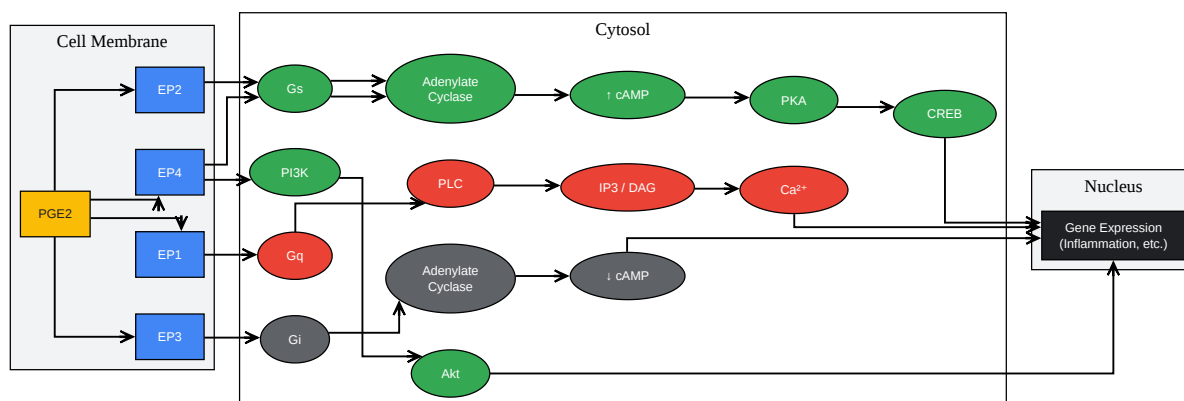 Cell Membrane
Cytosol
EP2
Gs
Adenylate
Cyclase
↑ cAMP
PKA
CREB
EP4
PI3K
PLC
IP3 / DAG
Ca²⁺
Nucleus
PGE2
Gene Expression
(Inflammation, etc.)
EP1
Gq
Adenylate
Cyclase
↓ cAMP
EP3
Gi
Akt